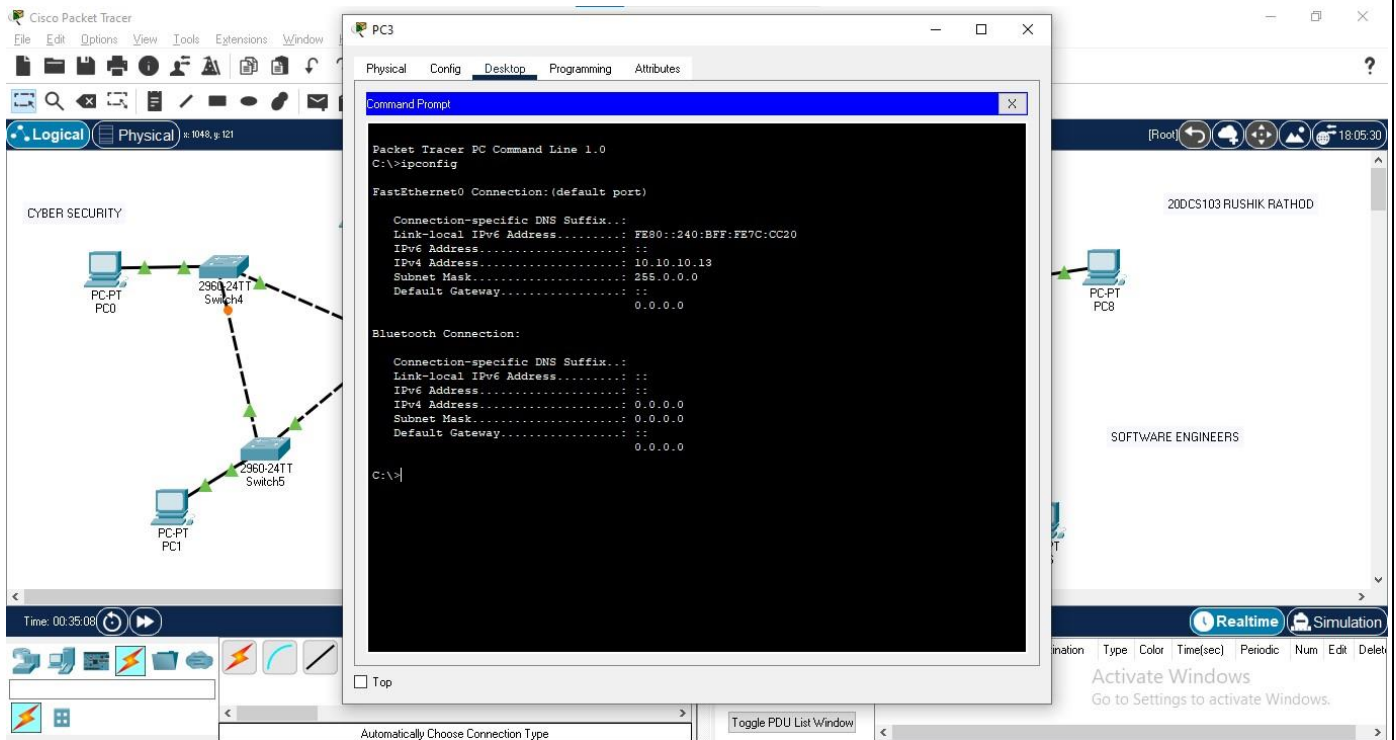 Cisco Packet Tracer
File Edit Options View Tools Extensions Window
PC3
Physical Config Desktop Programming Attributes
?
Command Prompt
X
Logical
Physical
x: 1048, y: 121
[Root]
18:05:30
Packet Tracer PC Command Line 1.0
C:\>ipconfig
FastEthernet0 Connection:(default port)
Connection-specific DNS Suffix..:
Link-local IPv6 Address.........: FE80::240:BFF:FE7C:CC20
IPv6 Address....................: ::
IPv4 Address....................: 10.10.10.13
Subnet Mask.....................: 255.0.0.0
Default Gateway.................: ::
0.0.0.0
Bluetooth Connection:
Connection-specific DNS Suffix..:
Link-local IPv6 Address.........: ::
IPv6 Address....................: ::
IPv4 Address....................: 0.0.0.0
Subnet Mask.....................: 0.0.0.0
Default Gateway.................: ::
0.0.0.0
C:\>
CYBER SECURITY
PC-PT
PC0
2960-24TT
Switch4
2960-24TT
Switch5
PC-PT
PC1
20DCS103 RUSHIK RATHOD
PC-PT
PC8
SOFTWARE ENGINEERS
Time: 00:35:08
Realtime
Simulation
Top
Type Color Time(sec) Periodic Num Edit
Activate Windows
Go to Settings to activate Windows.
Toggle PDU List Window
Automatically Choose Connection Type